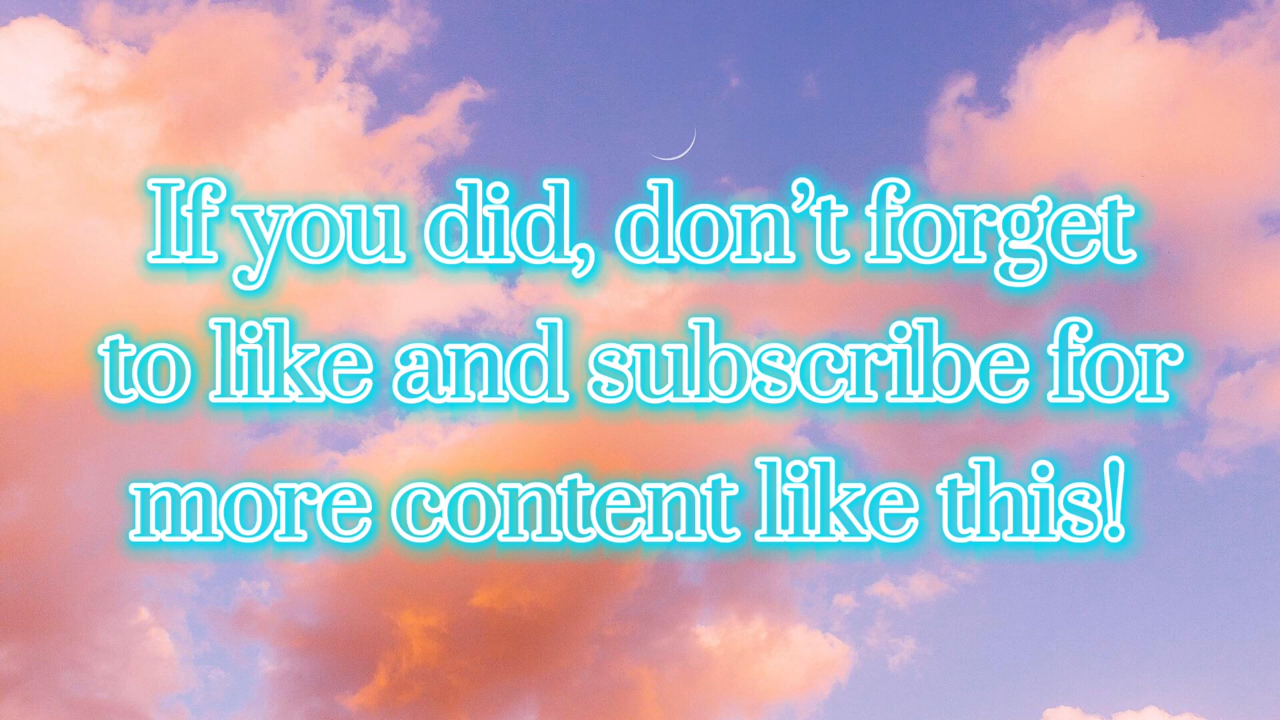 If you did, don’t forget
to like and subscribe for
more content like this!